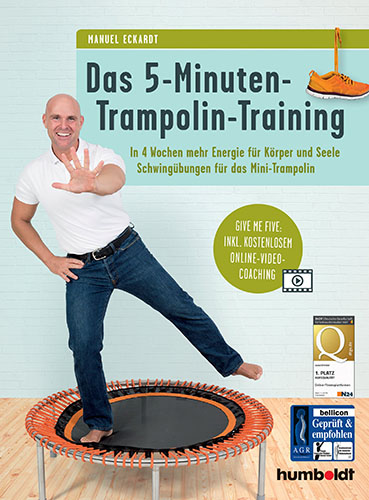 MANUEL ECKARDT
Das 5-Minuten-
Trampolin-Training
In 4 Wochen mehr Energie für Körper und Seele
Schwingübungen für das Mini-Trampolin
GIVE ME FIVE:
INKL. KOSTENLOSEM
ONLINE-VIDEO-
COACHING
Q
1. PLATZ
N24
bellicon
Geprüft &
empfohlen
AGR
humboldt